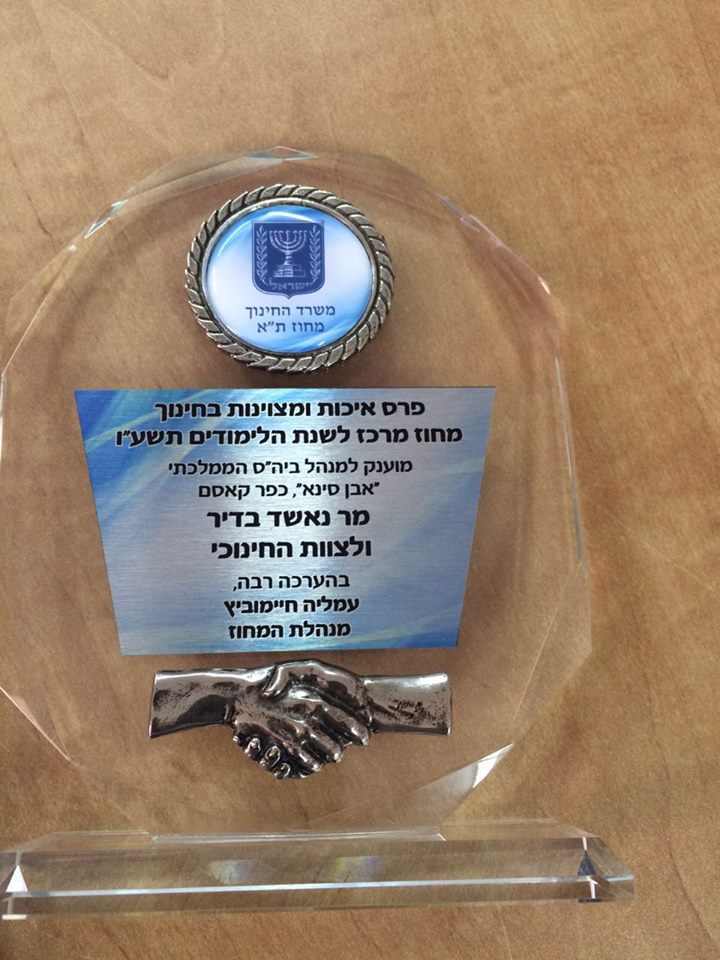 ישראל
משרד החינוך
מחוז ת"א
פרס איכות ומצוינות בחינוך
מחוז מרכז לשנת הלימודים תשע"ו
מוענק למנהל ביה"ס הממלכתי
"אבן סינא", כפר קאסם
מר נאשד בדיר
ולצוות החינוכי
בהערכה רבה,
עמליה חיימוביץ
מנהלת המחוז